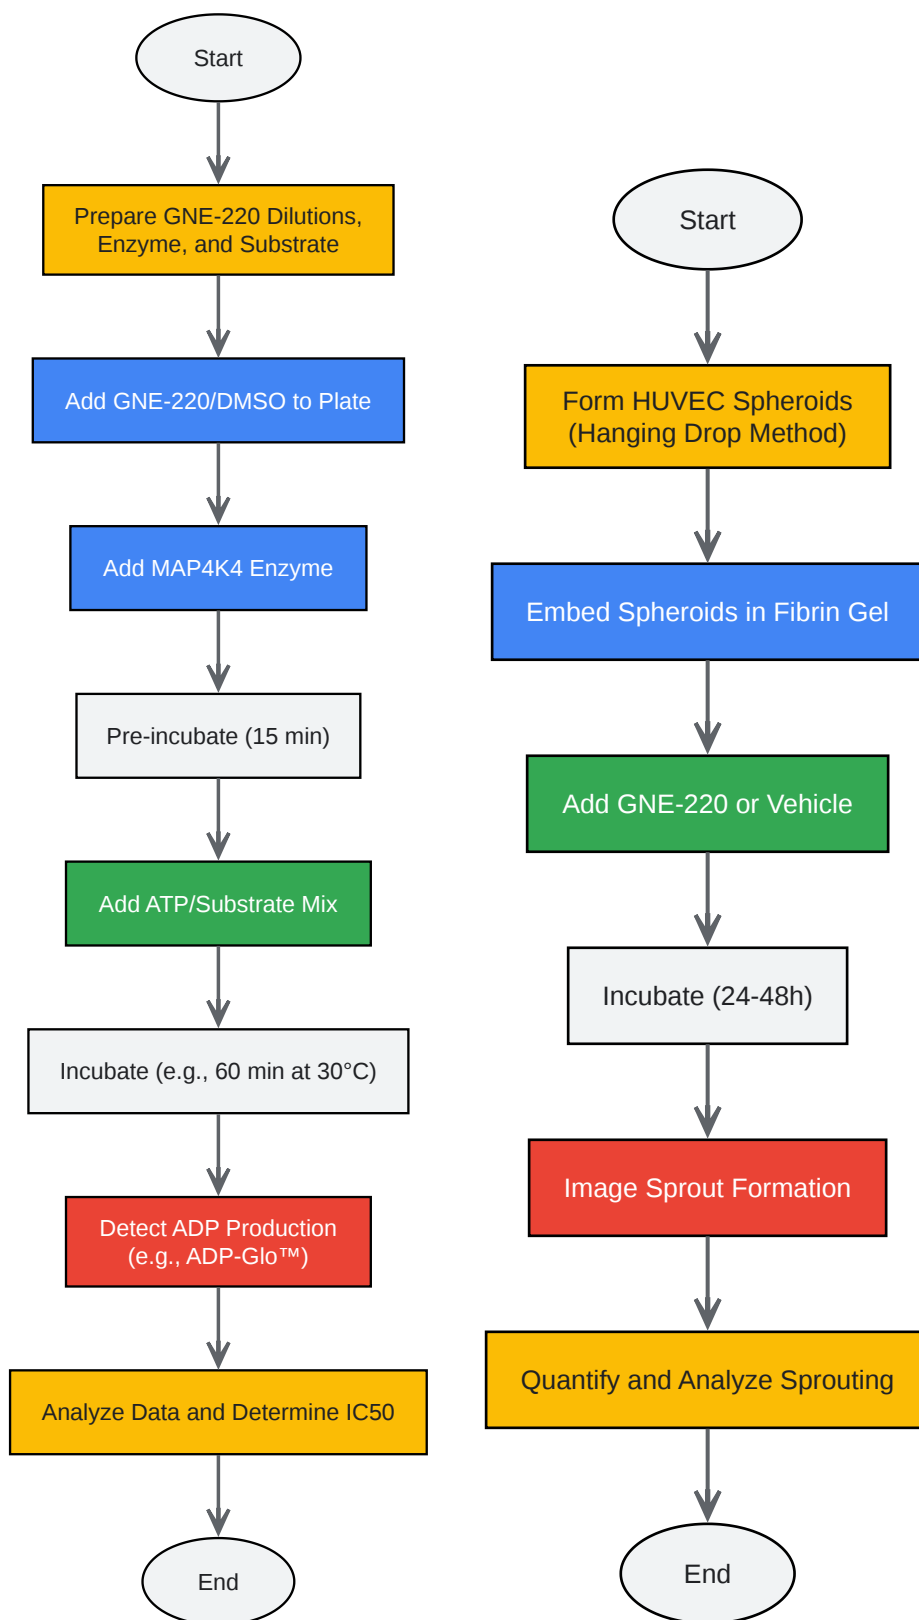 Start
Prepare GNE-220 Dilutions,
Enzyme, and Substrate
Add GNE-220/DMSO to Plate
Add MAP4K4 Enzyme
Pre-incubate (15 min)
Add ATP/Substrate Mix
Incubate (e.g., 60 min at 30°C)
Detect ADP Production
(e.g., ADP-Glo™)
Analyze Data and Determine IC50
End
Start
Form HUVEC Spheroids
(Hanging Drop Method)
Embed Spheroids in Fibrin Gel
Add GNE-220 or Vehicle
Incubate (24-48h)
Image Sprout Formation
Quantify and Analyze Sprouting
End